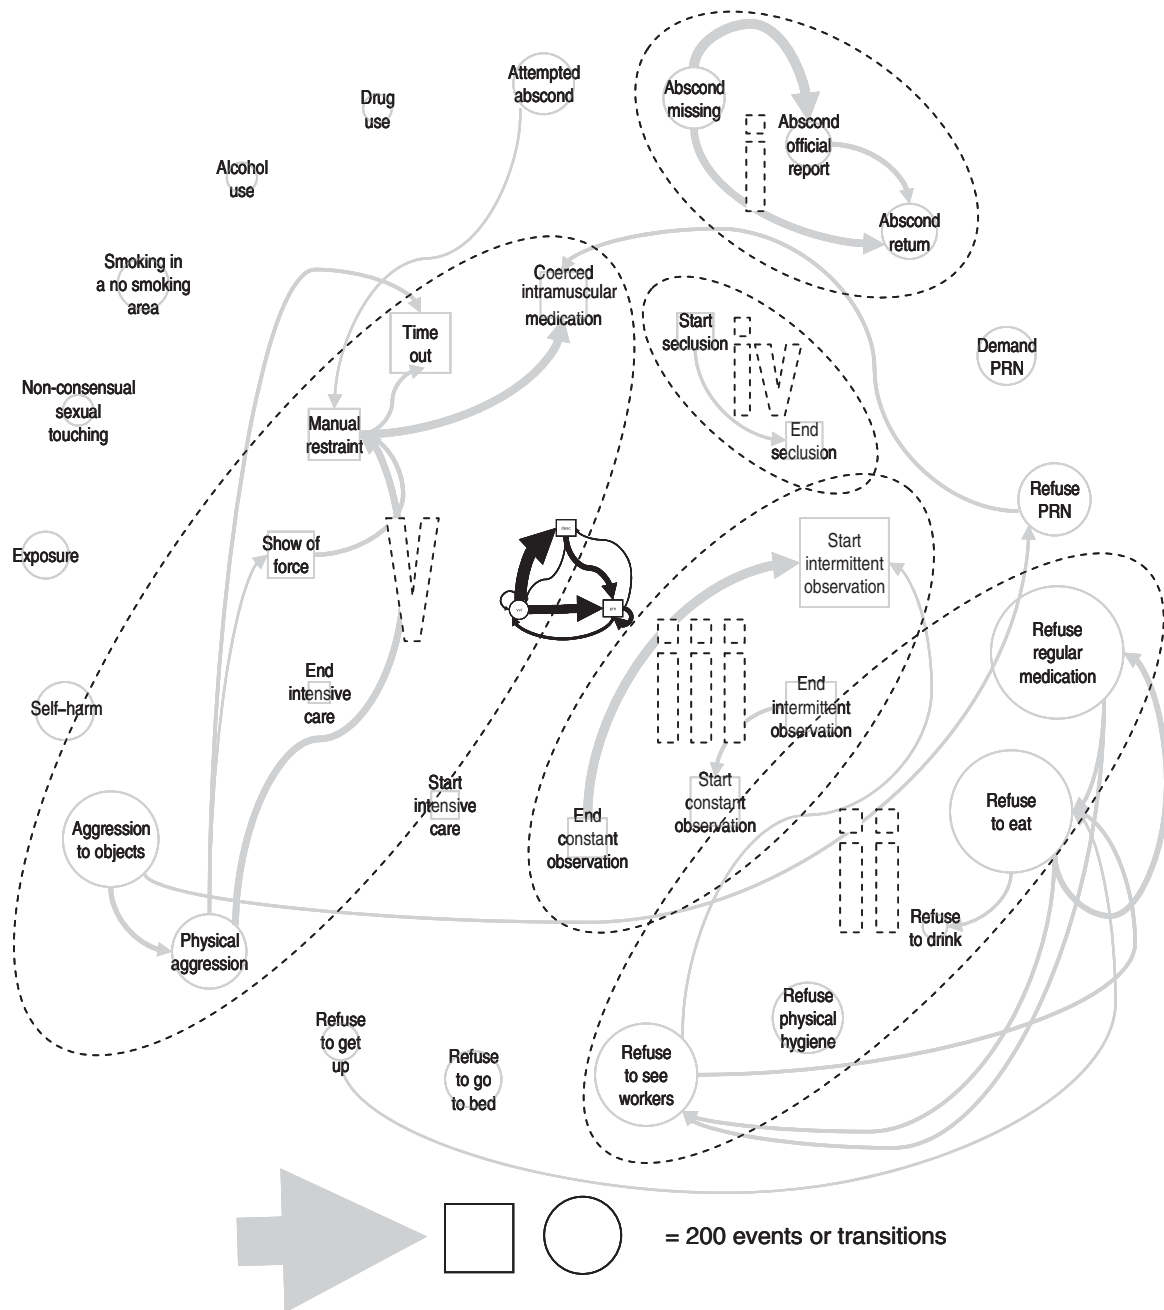 Attempted
abscond
Abscond
missing
Drug
use
Abscond
official
report
Alcohol
use
i
Abscond
return
Smoking in
a no smoking
area
Coerced
intramuscular
medication
Time
out
Start
seclusion
iv
Demand
PRN
Non-consensual
sexual
touching
Manual
restraint
End
seclusion
Refuse
PRN
Exposure
Show of
force
v
Start
intermittent
observation
Refuse
regular
medication
iii
End
intensive
care
End
intermittent
observation
Self–harm
Start
intensive
care
Start
constant
observation
End
constant
observation
Refuse
to eat
Aggression
to objects
ii
Refuse
to drink
Physical
aggression
Refuse
physical
hygiene
Refuse
to get
up
Refuse
to go
to bed
Refuse
to see
workers
= 200 events or transitions